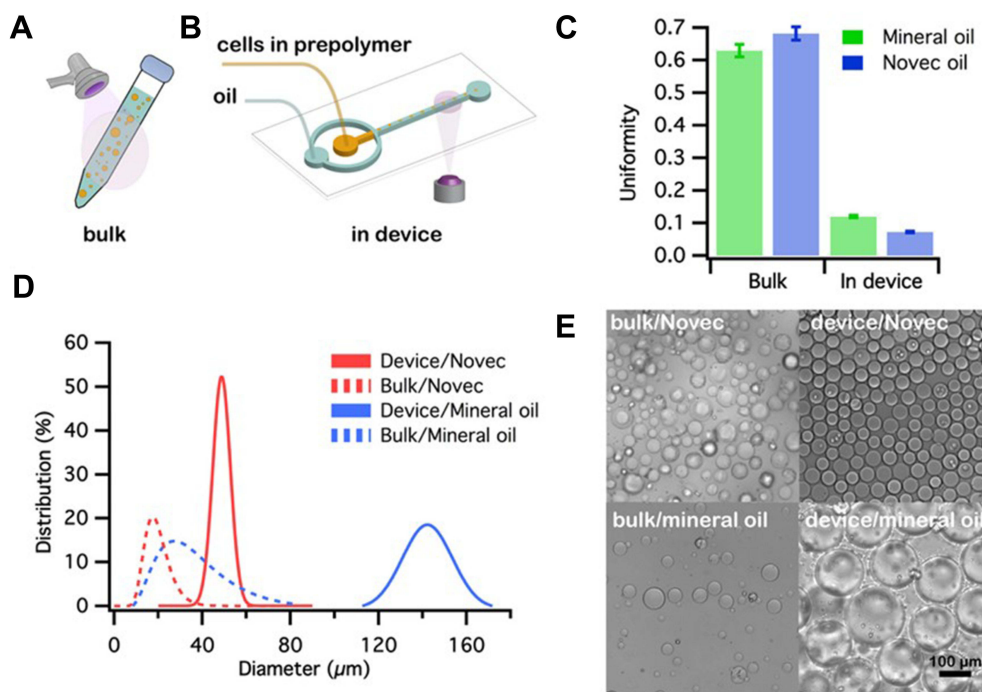 A
B
cells in prepolymer
oil
bulk
in device
C
0.7
0.6
0.5
0.4
0.3
0.2
0.1
0.0
Uniformity
Mineral oil
Novec oil
Bulk
In device
D
60
50
40
30
20
10
0
Distribution (%)
Device/Novec
Bulk/Novec
Device/Mineral oil
Bulk/Mineral oil
0
40
80
120
160
Diameter (µm)
E
bulk/Novec
device/Novec
bulk/mineral oil
device/mineral oil
100 µm